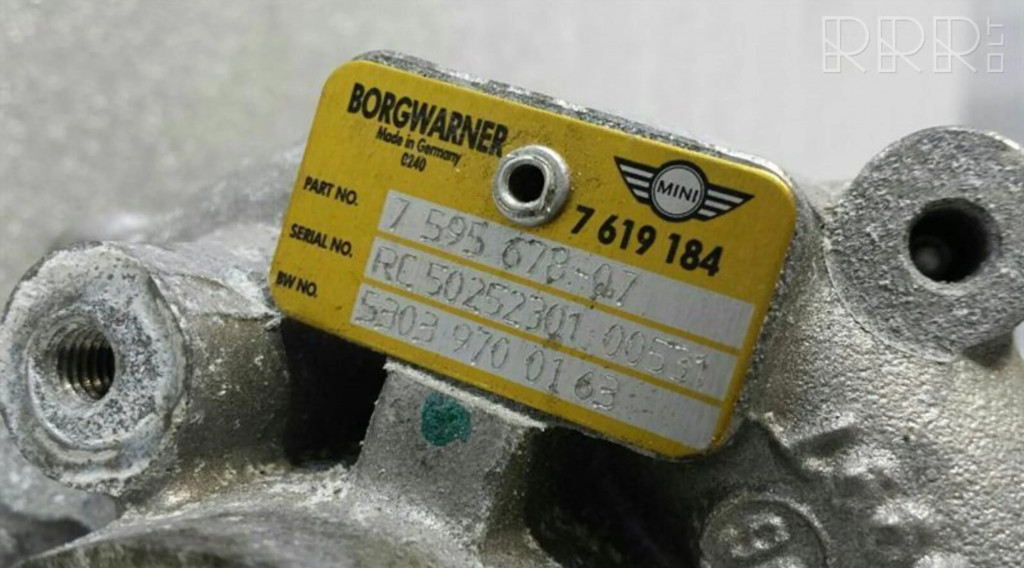 RRR.LT
BORGWARNER
Made in Germany
C240
MINI
7 619 184
PART NO. 7 595 678-07
SERIAL NO. RC 50252301 00531
BW NO. 5303 970 0163